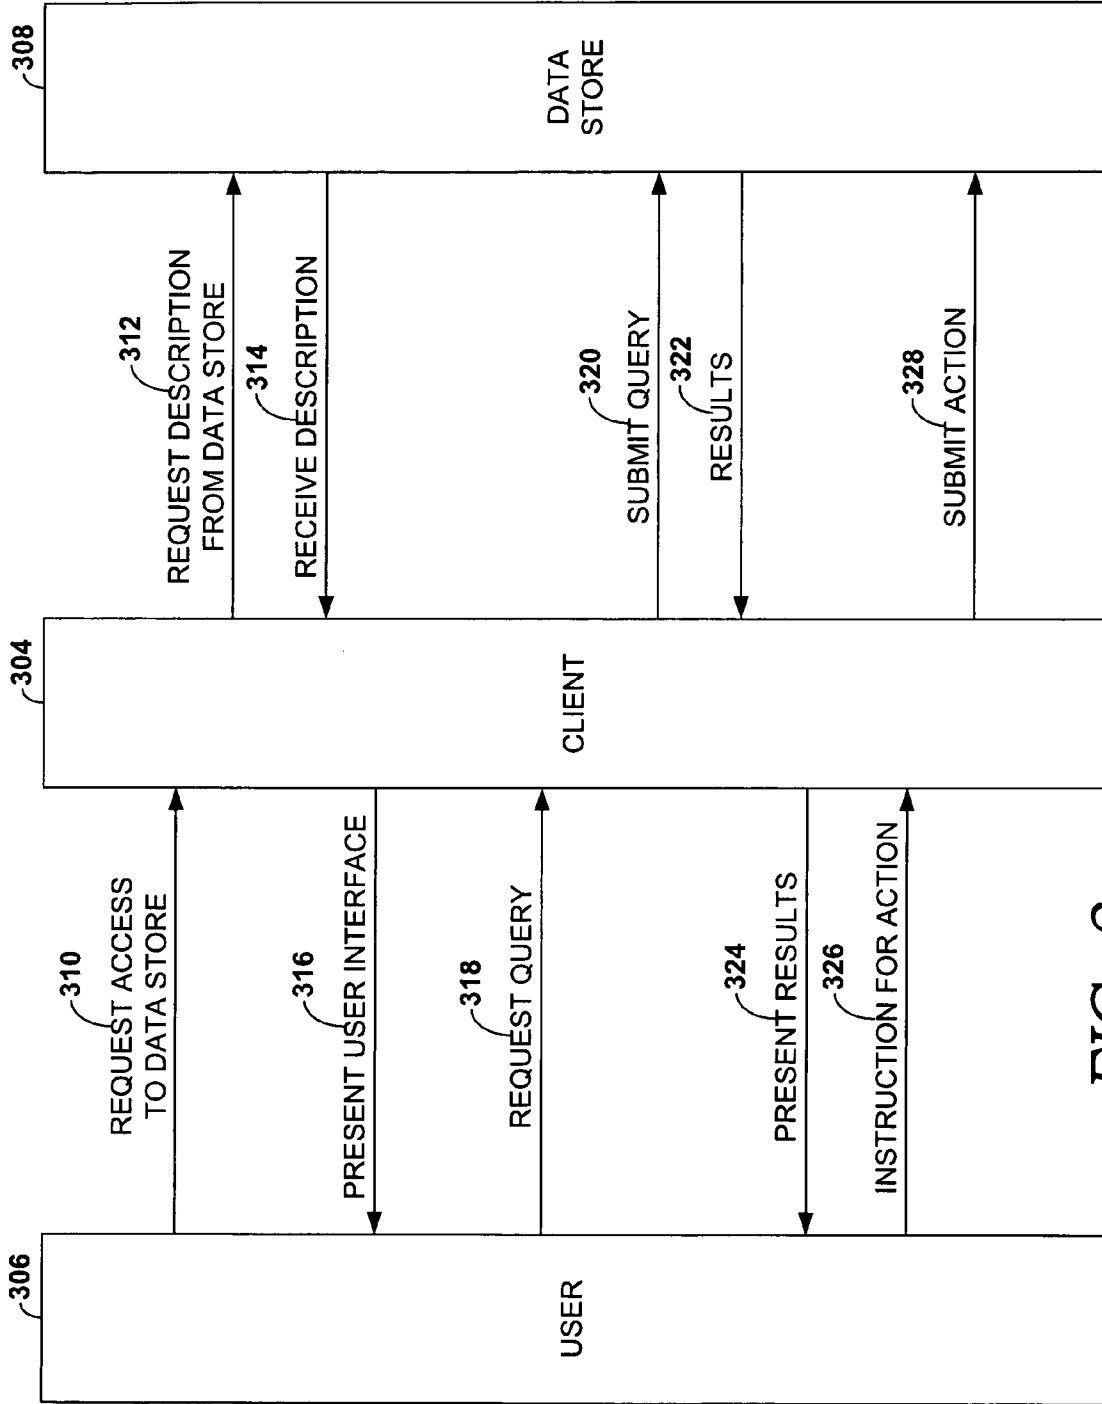 306
USER
304
CLIENT
308
DATA
STORE
310
REQUEST ACCESS
TO DATA STORE
312
REQUEST DESCRIPTION
FROM DATA STORE
314
RECEIVE DESCRIPTION
316
PRESENT USER INTERFACE
318
REQUEST QUERY
320
SUBMIT QUERY
322
RESULTS
324
PRESENT RESULTS
326
INSTRUCTION FOR ACTION
328
SUBMIT ACTION